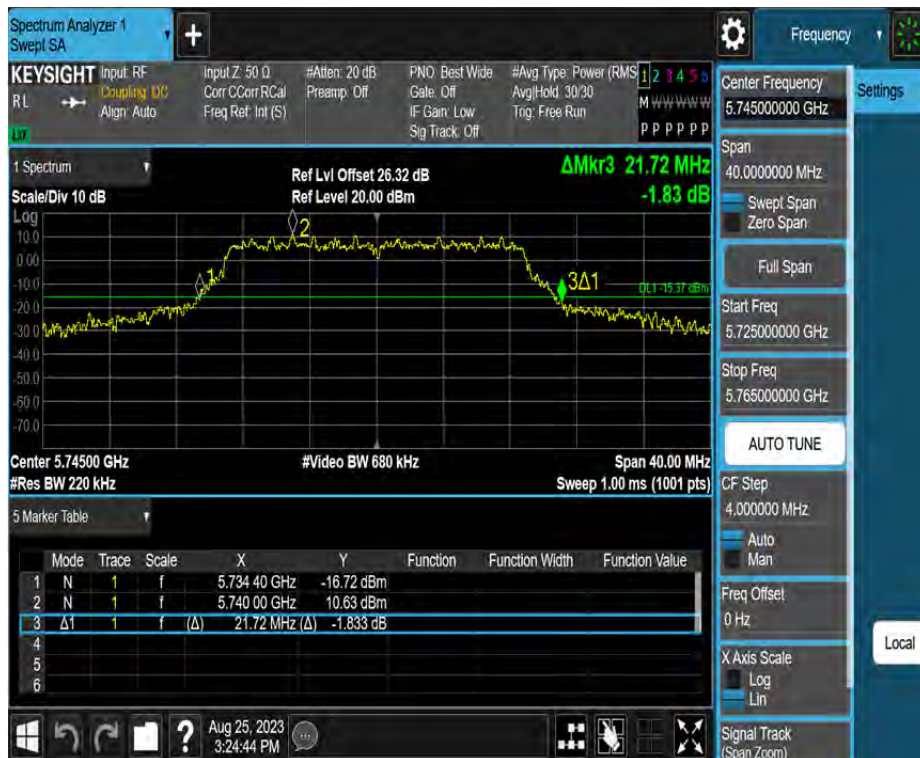 Spectrum Analyzer 1
Swept SA
+
Frequency
KEYSIGHT
RL
LXI
Input: RF
Coupling: DC
Align: Auto
Input Z: 50 Ω
Corr CCorr RCal
Freq Ref: Int (S)
#Atten: 20 dB
Preamp: Off
PNO: Best Wide
Gate: Off
IF Gain: Low
Sig Track: Off
#Avg Type: Power (RMS
Avg|Hold: 30/30
Trig: Free Run
1 2 3 4 5 6
M W W W W W
P P P P P P
1 Spectrum
Scale/Div 10 dB
Ref Lvl Offset 26.32 dB
Ref Level 20.00 dBm
ΔMkr3 21.72 MHz
-1.83 dB
Log
10.0
0.00
-10.0
-20.0
-30.0
-40.0
-50.0
-60.0
-70.0
1
2
3Δ1
DL1 -15.37 dBm
Center 5.74500 GHz
#Res BW 220 kHz
#Video BW 680 kHz
Span 40.00 MHz
Sweep 1.00 ms (1001 pts)
5 Marker Table
Mode Trace Scale X Y Function Function Width Function Value
1 N 1 f 5.734 40 GHz -16.72 dBm
2 N 1 f 5.740 00 GHz 10.63 dBm
3 Δ1 1 f (Δ) 21.72 MHz (Δ) -1.833 dB
4
5
6
Aug 25, 2023
3:24:44 PM
?
Center Frequency
5.745000000 GHz
Span
40.0000000 MHz
Swept Span
Zero Span
Full Span
Start Freq
5.725000000 GHz
Stop Freq
5.765000000 GHz
AUTO TUNE
CF Step
4.000000 MHz
Auto
Man
Freq Offset
0 Hz
X Axis Scale
Log
Lin
Signal Track
(Span Zoom)
Settings
Local